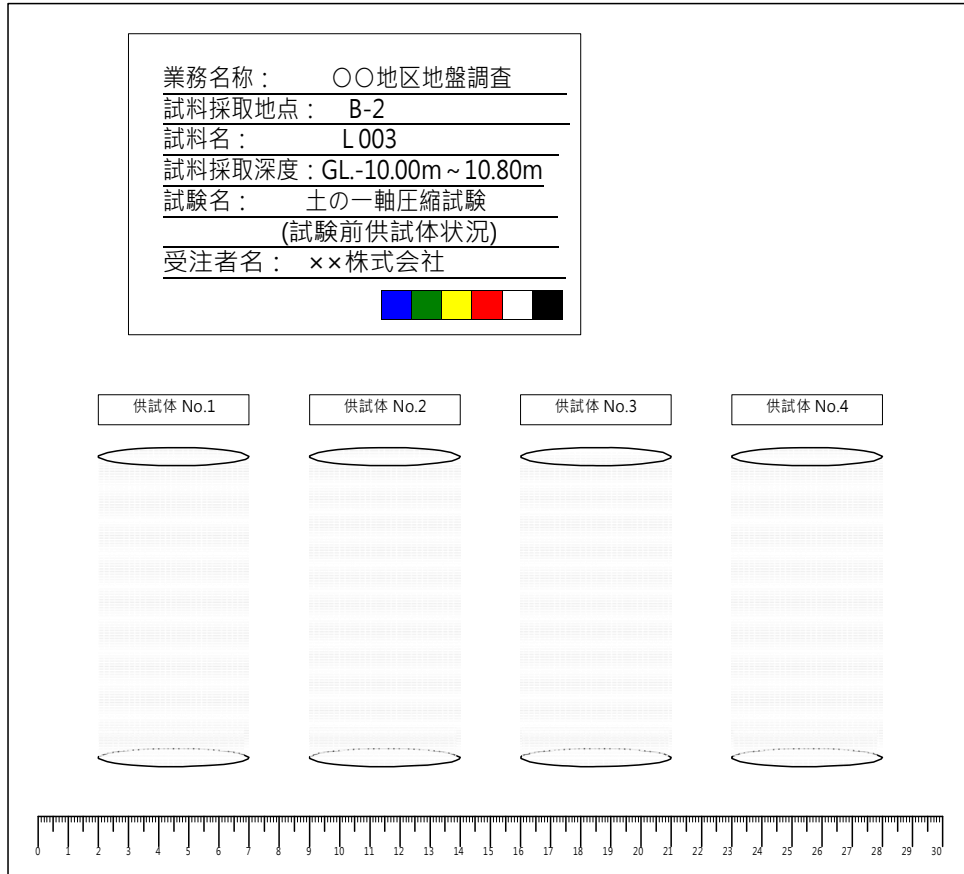 業務名称： 〇〇地区地盤調査
試料採取地点： B-2
試料名： L 003
試料採取深度：GL.-10.00m ~ 10.80m
試験名： 土の一軸圧縮試験
(試験前供試体状況)
受注者名： ××株式会社
供試体 No.1 供試体 No.2 供試体 No.3 供試体 No.4
0 1 2 3 4 5 6 7 8 9 10 11 12 13 14 15 16 17 18 19 20 21 22 23 24 25 26 27 28 29 30